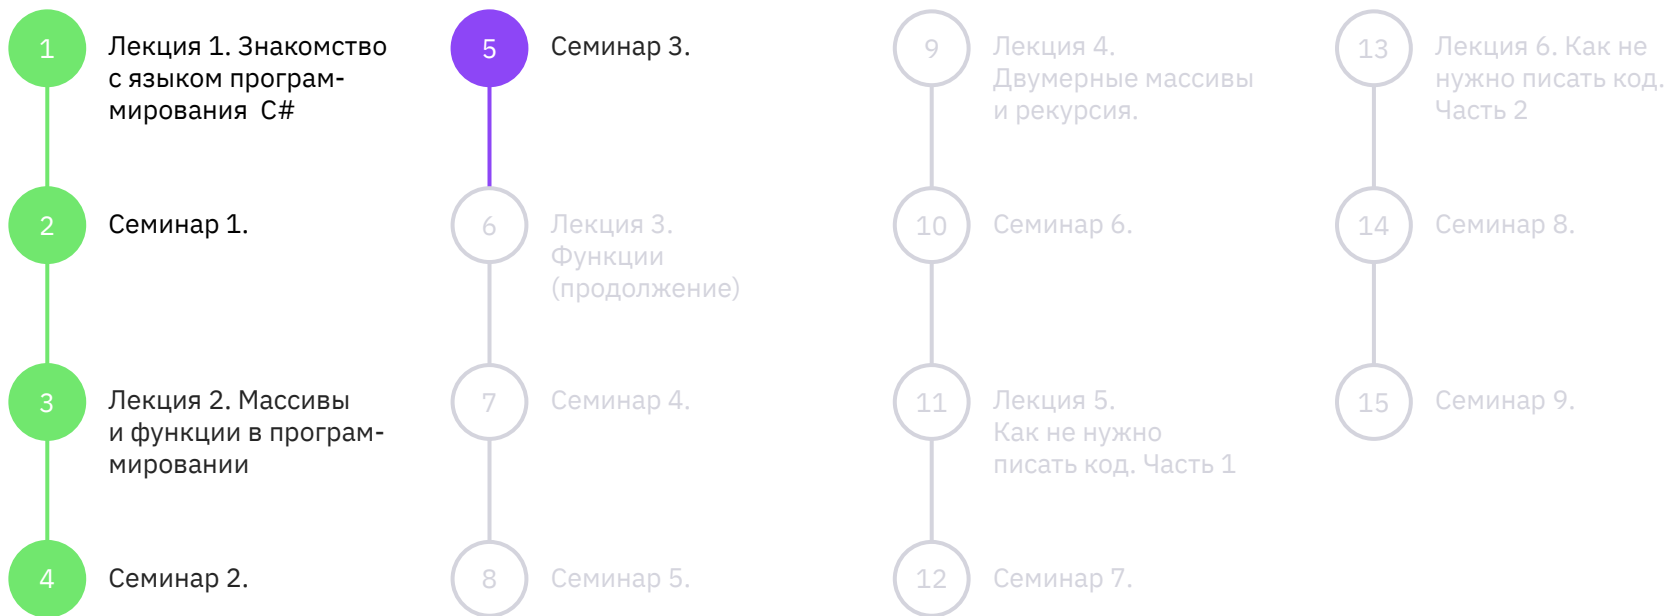 1
Лекция 1. Знакомство
с языком програм-
мирования  C#
2
Семинар 1.
3
Лекция 2. Массивы
и функции в програм-
мировании
4
Семинар 2.
5
Семинар 3.
6
Лекция 3.
Функции
(продолжение)
7
Семинар 4.
8
Семинар 5.
9
Лекция 4.
Двумерные массивы
и рекурсия.
10
Семинар 6.
11
Лекция 5.
Как не нужно
писать код. Часть 1
12
Семинар 7.
13
Лекция 6. Как не
нужно писать код.
Часть 2
14
Семинар 8.
15
Семинар 9.